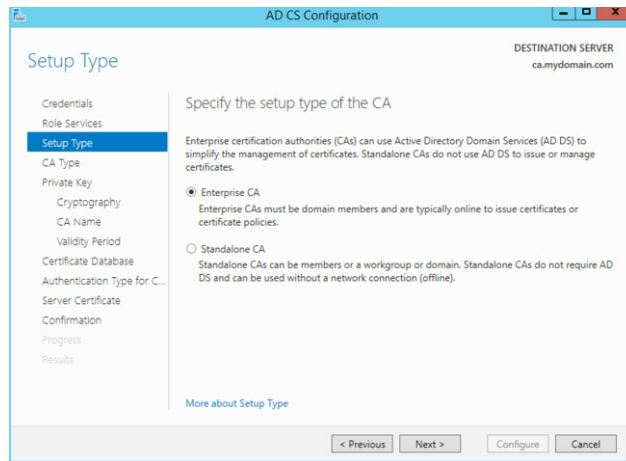 AD CS Configuration
DESTINATION SERVER
ca.mydomain.com
Setup Type
Credentials
Role Services
Setup Type
CA Type
Private Key
Cryptography
CA Name
Validity Period
Certificate Database
Authentication Type for C...
Server Certificate
Confirmation
Progress
Results
Specify the setup type of the CA
Enterprise certification authorities (CAs) can use Active Directory Domain Services (AD DS) to
simplify the management of certificates. Standalone CAs do not use AD DS to issue or manage
certificates.
Enterprise CA
Enterprise CAs must be domain members and are typically online to issue certificates or
certificate policies.
Standalone CA
Standalone CAs can be members or a workgroup or domain. Standalone CAs do not require AD
DS and can be used without a network connection (offline).
More about Setup Type
< Previous
Next >
Configure
Cancel